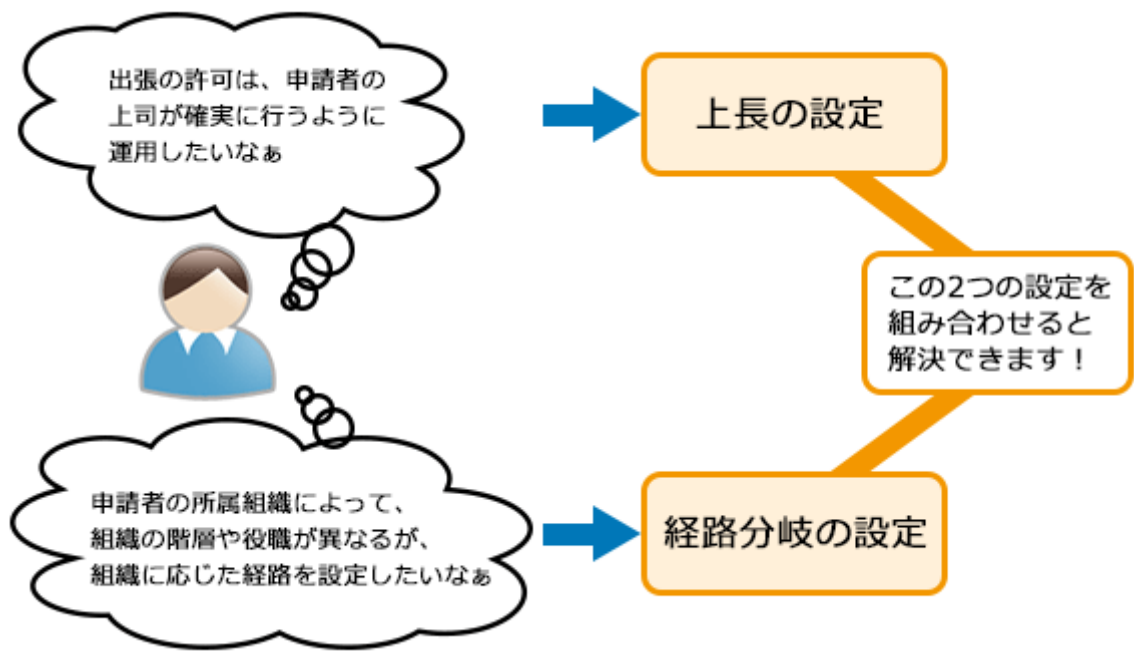 出張の許可は、申請者の
上司が確実に行うように
運用したいなぁ
上長の設定
この2つの設定を
組み合わせると
解決できます！
申請者の所属組織によって、
組織の階層や役職が異なるが、
組織に応じた経路を設定したいなぁ
経路分岐の設定